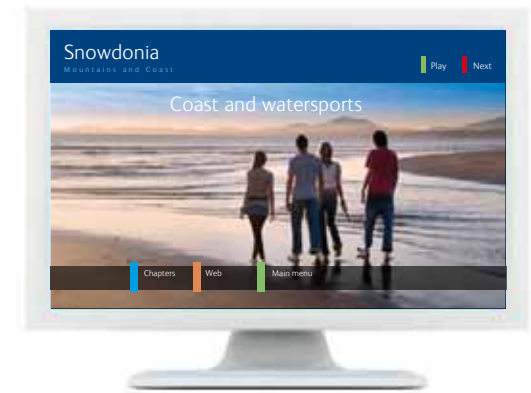 Snowdonia
Mountains and Coast
Play Next
Coast and watersports
Chapters Web Main menu